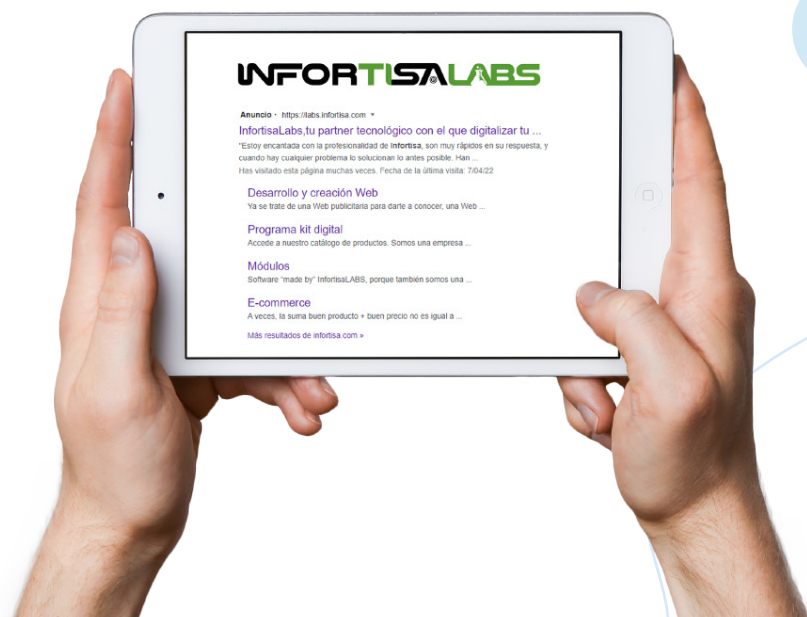 INFORTISALABS
Anuncio · https://labs.infortisa.com
InfortisaLabs,tu partner tecnológico con el que digitalizar tu ...
"Estoy encantada con la profesionalidad de Infortisa, son muy rápidos en su respuesta, y
cuando hay cualquier problema lo solucionan lo antes posible. Han ...
Has visitado esta página muchas veces. Fecha de la última visita: 7/04/22
Desarrollo y creación Web
Ya se trate de una Web publicitaria para darte a conocer, una Web ...
Programa kit digital
Accede a nuestro catálogo de productos. Somos una empresa ...
Módulos
Software "made by" InfortisaLABS, porque también somos una ...
E-commerce
A veces, la suma buen producto + buen precio no es igual a ...
Más resultados de infortisa.com »